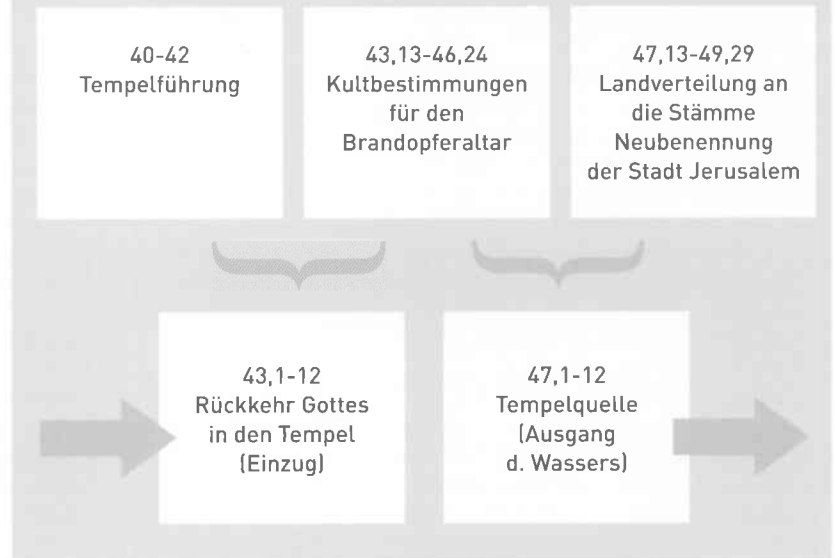 40-42
Tempelführung
43,13-46,24
Kultbestimmungen
für den
Brandopferaltar
47,13-49,29
Landverteilung an
die Stämme
Neubenennung
der Stadt Jerusalem
43,1-12
Rückkehr Gottes
in den Tempel
(Einzug)
47,1-12
Tempelquelle
(Ausgang
d. Wassers)